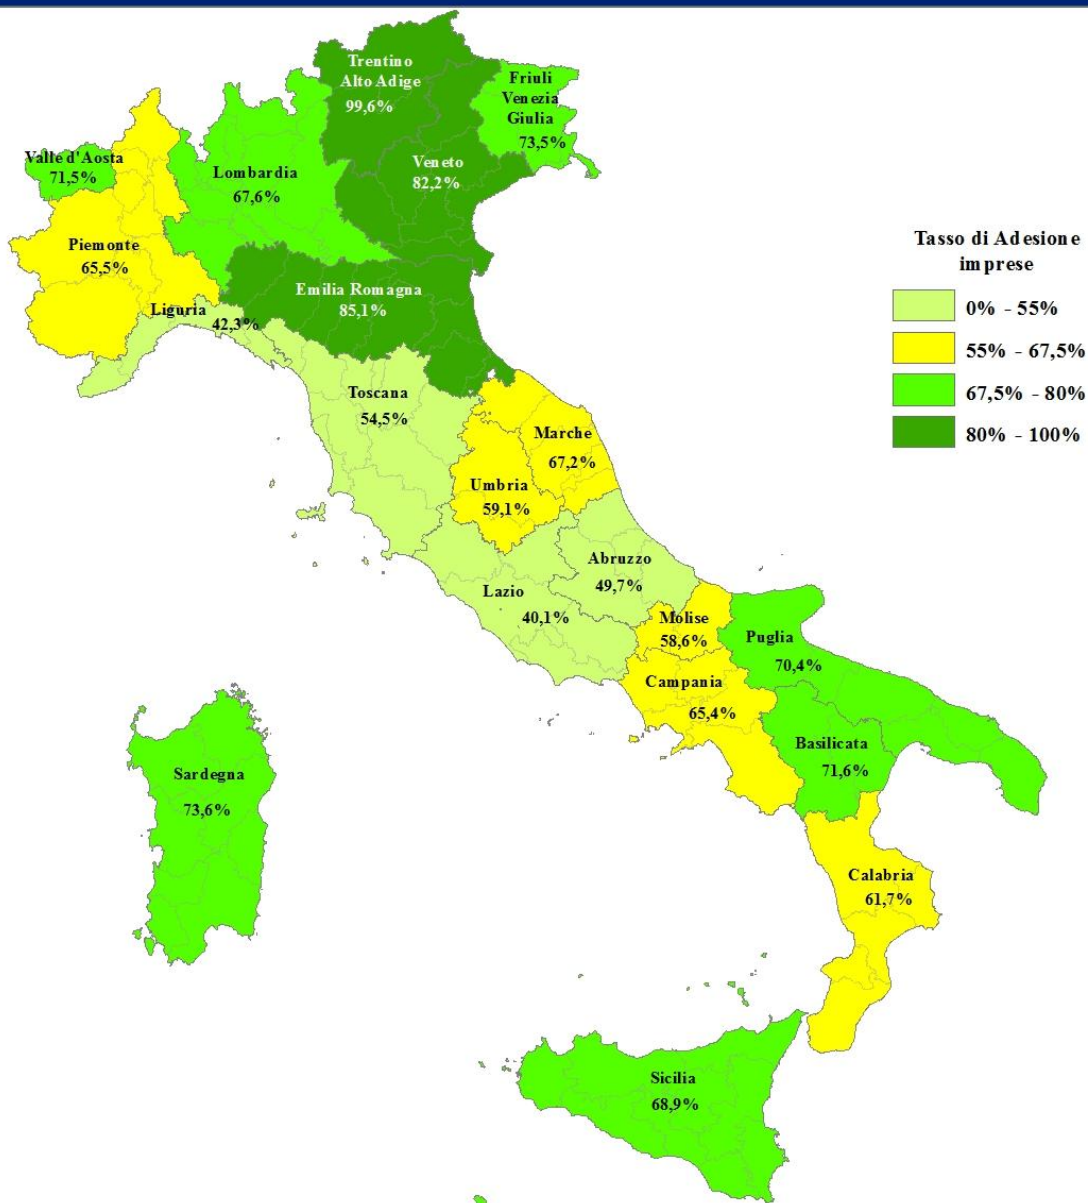 Trentino
Alto Adige
99,6%
Friuli
Venezia
Giulia
73,5%
Valle d'Aosta
71,5%
Lombardia
67,6%
Veneto
82,2%
Piemonte
65,5%
Emilia Romagna
85,1%
Liguria
42,3%
Tasso di Adesione
imprese
0% - 55%
55% - 67,5%
67,5% - 80%
80% - 100%
Toscana
54,5%
Marche
67,2%
Umbria
59,1%
Abruzzo
49,7%
Lazio
40,1%
Molise
58,6%
Puglia
70,4%
Campania
65,4%
Basilicata
71,6%
Sardegna
73,6%
Calabria
61,7%
Sicilia
68,9%